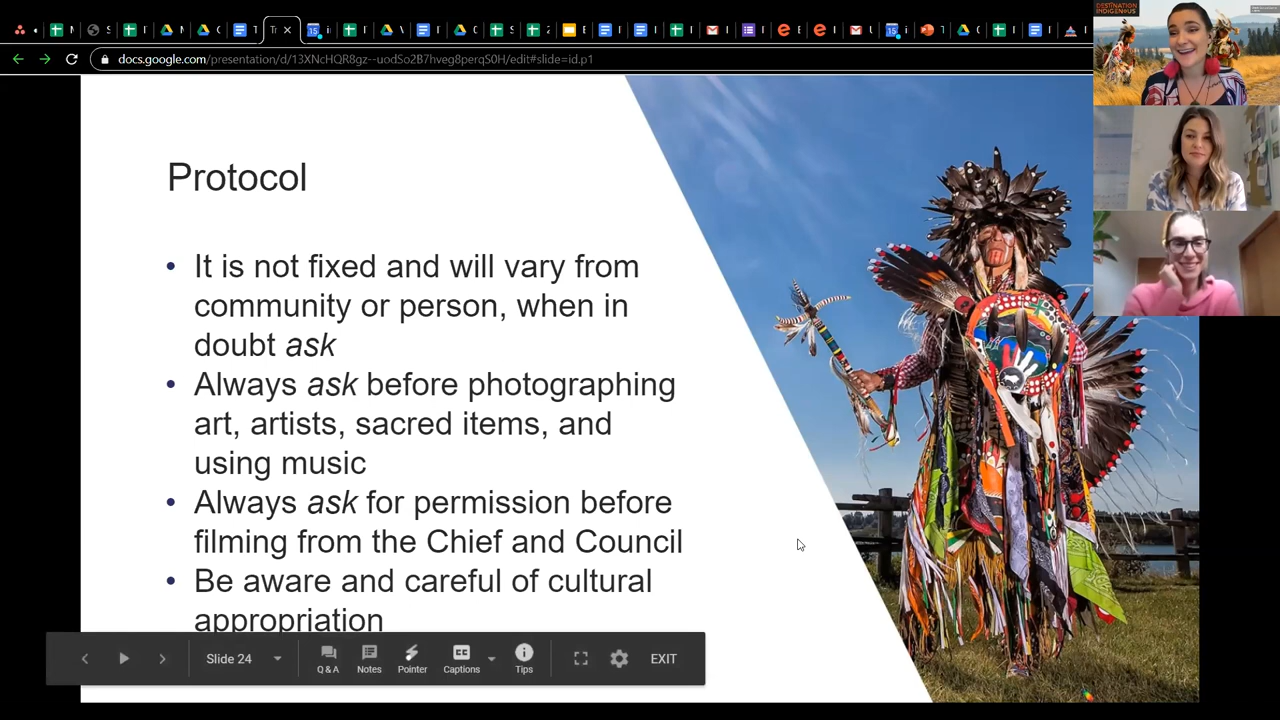 docs.google.com/presentation/d/13XNcHQR8gz--uodSo2B7hveg8perqS0H/edit#slide=id.p1
DESTINATION
INDIGENOUS
Protocol
• It is not fixed and will vary from
community or person, when in
doubt ask
• Always ask before photographing
art, artists, sacred items, and
using music
• Always ask for permission before
filming from the Chief and Council
• Be aware and careful of cultural
appropriation
Slide 24
Q & A
Notes
Pointer
Captions
Tips
EXIT